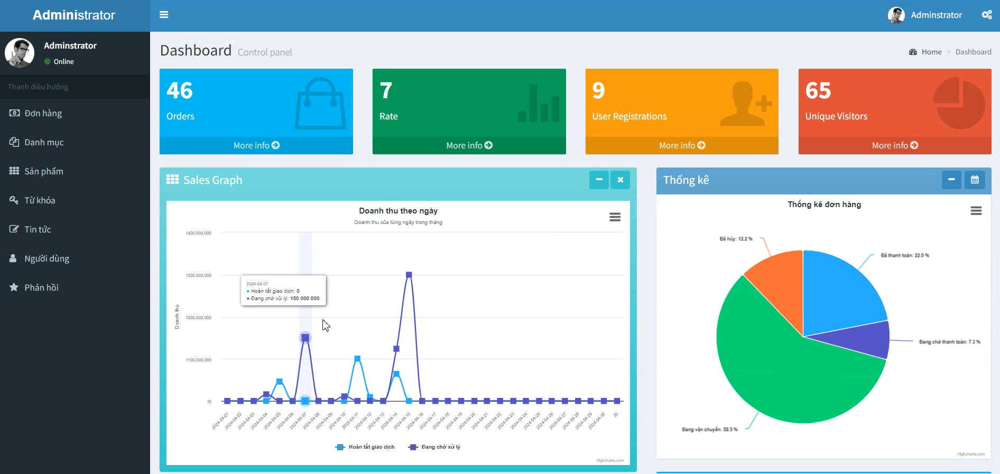 Administrator
Adminstrator
Adminstrator
Online
Thanh điều hướng
Đơn hàng
Danh mục
Sản phẩm
Từ khóa
Tin tức
Người dùng
Phản hồi
Dashboard Control panel
Home > Dashboard
46
Orders
More info
7
Rate
More info
9
User Registrations
More info
65
Unique Visitors
More info
Sales Graph
Doanh thu theo ngày
Doanh thu của từng ngày trong tháng
Doanh thu
₫400,000,000
₫300,000,000
₫200,000,000
₫100,000,000
₫0
2024-04-07
Hoàn tất giao dịch: 0
Đang chờ xử lý: 150 000 000
2024-04-01
2024-04-02
2024-04-03
2024-04-04
2024-04-05
2024-04-06
2024-04-07
2024-04-08
2024-04-09
2024-04-10
2024-04-11
2024-04-12
2024-04-13
2024-04-14
2024-04-15
2024-04-16
2024-04-17
2024-04-18
2024-04-19
2024-04-20
2024-04-21
2024-04-22
2024-04-23
2024-04-24
2024-04-25
2024-04-26
2024-04-27
2024-04-28
2024-04-29
2024-04-30
30
Hoàn tất giao dịch
Đang chờ xử lý
Highcharts.com
Thống kê
Thống kê đơn hàng
Đã hủy: 12.2 %
Đã thanh toán: 22.0 %
Đang chờ thanh toán: 7.3 %
Đang vận chuyển: 58.5 %
Highcharts.com